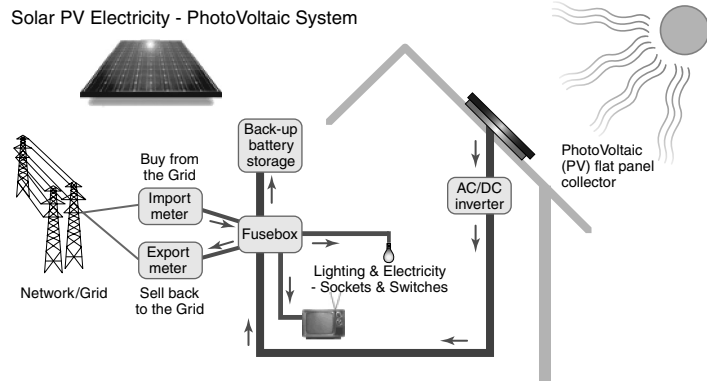 Solar PV Electricity - PhotoVoltaic System
Back-up
battery
storage
PhotoVoltaic
(PV) flat panel
collector
Buy from
the Grid
Import
meter
AC/DC
inverter
Fusebox
Export
meter
Lighting & Electricity
- Sockets & Switches
Network/Grid
Sell back
to the Grid